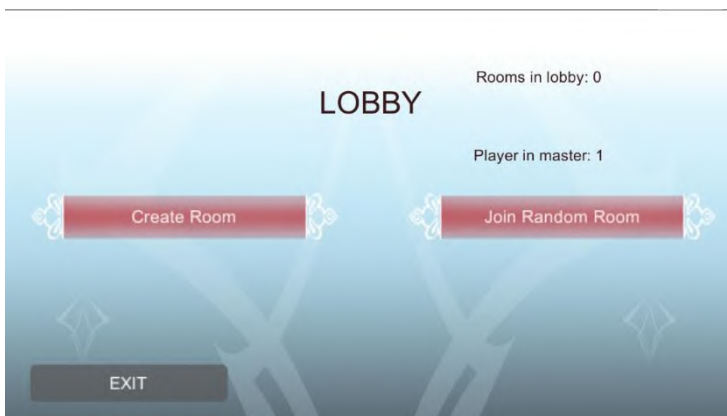 Rooms in lobby: 0
LOBBY
Player in master: 1
Create Room
Join Random Room
EXIT